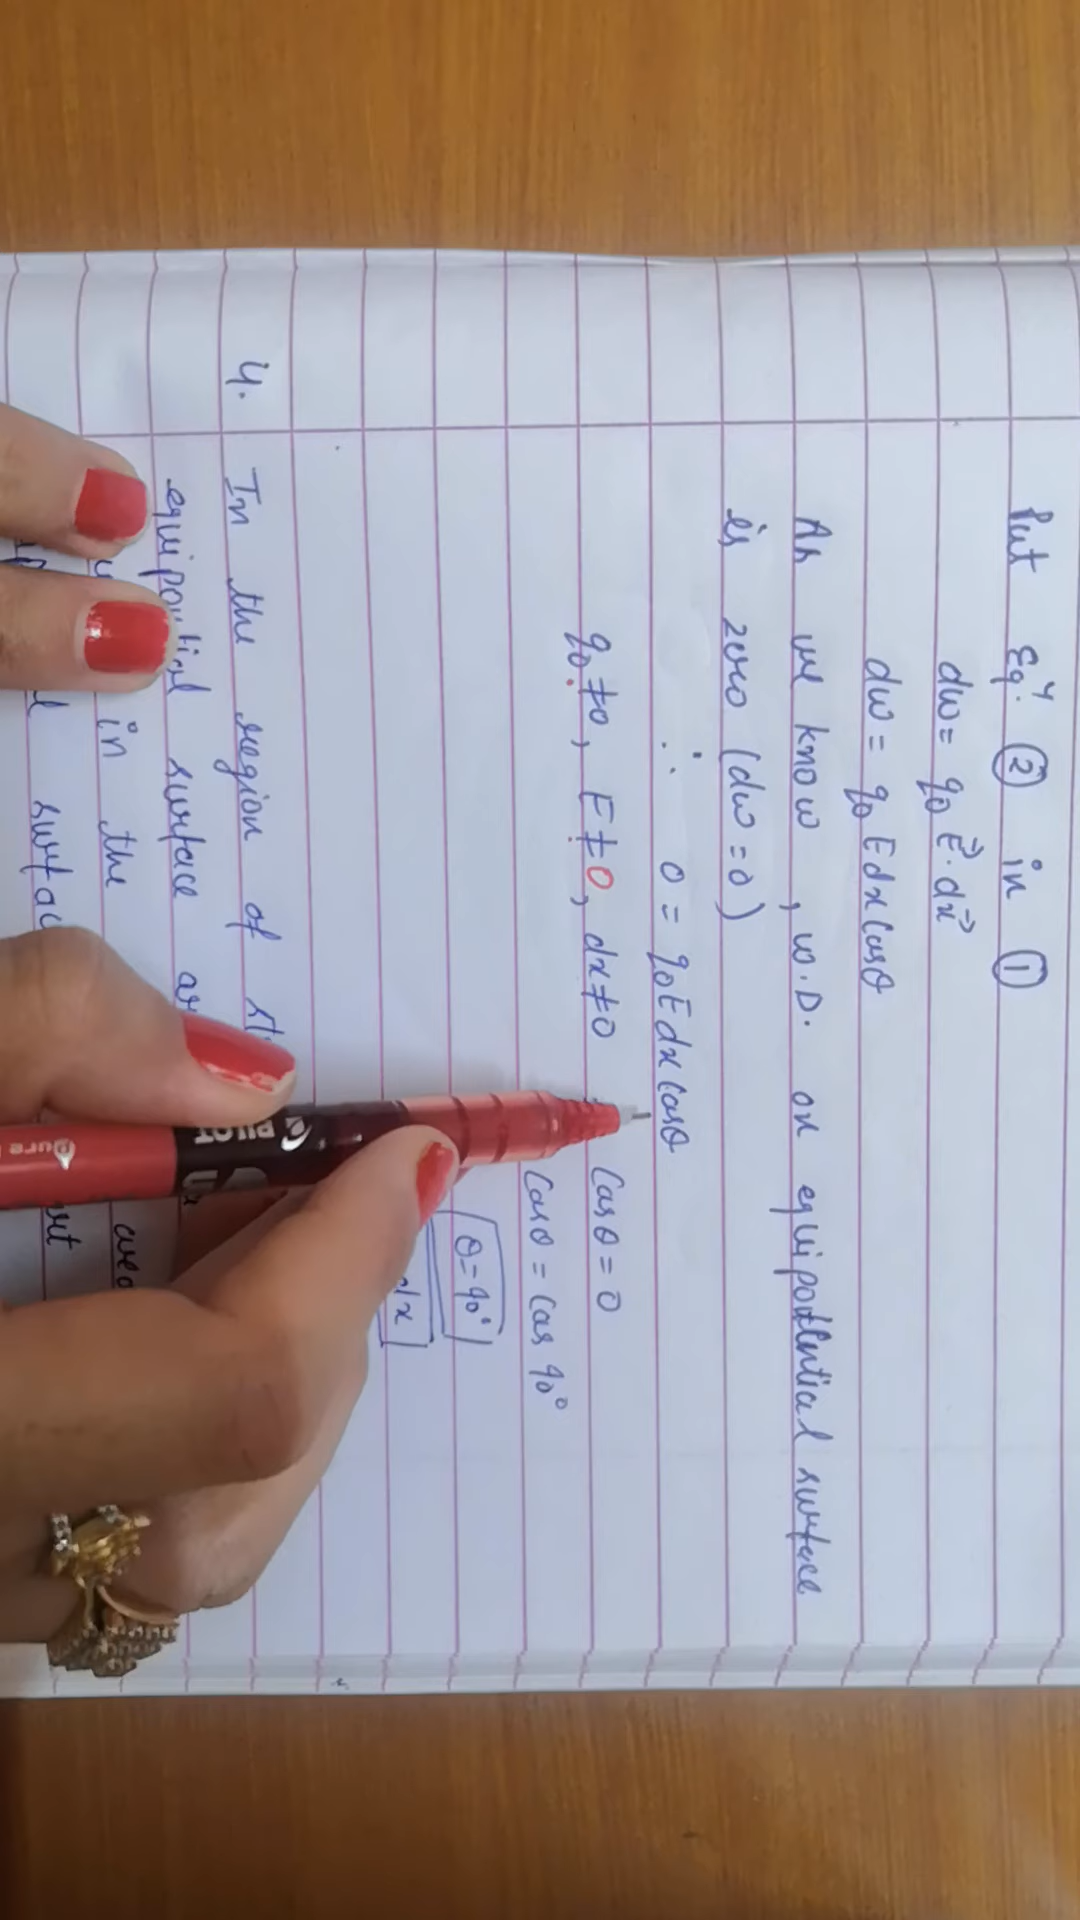 Put Eqⁿ. ② in ①
dw = q₀ E⃗·dx⃗
dw = q₀ E dx Cosθ
As we know, w.D. on equipotential surface
is zero (dw = 0)
∴ 0 = q₀ E dx Cosθ
q₀ ≠ 0, E ≠ 0, dx ≠ 0 Cosθ = 0
Cosθ = Cos 90°
θ = 90°
dx
4. In the region of
equipotential surface
in the
surfac